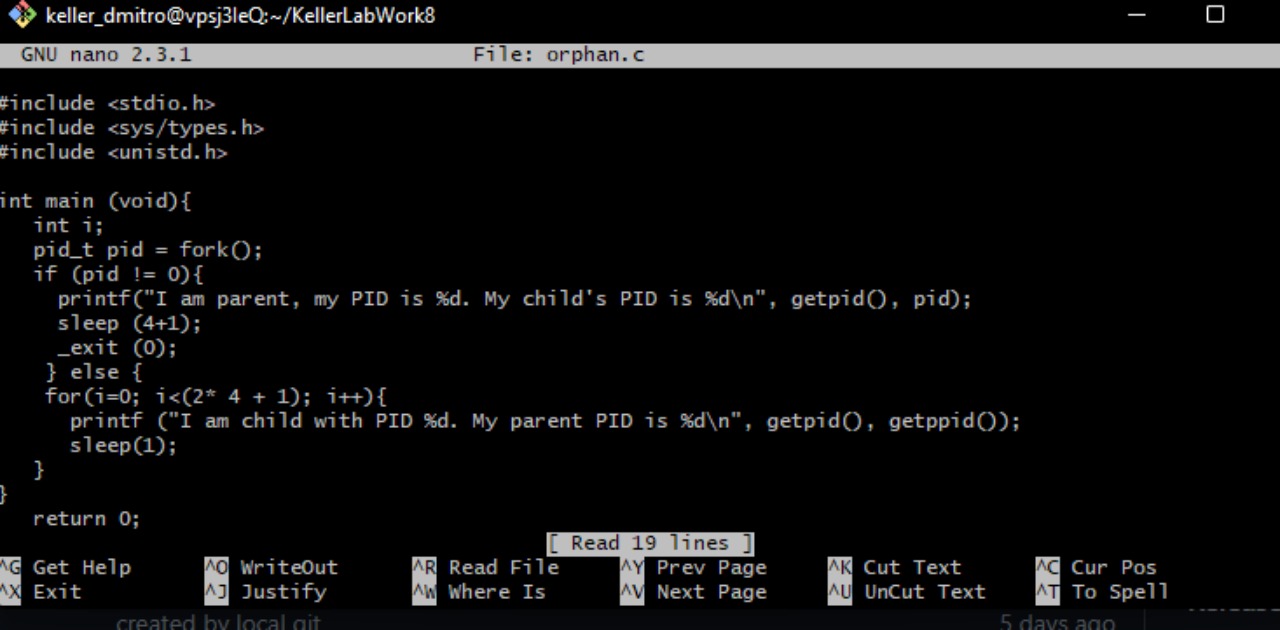 keller_dmitro@vpsj3leQ:~/KellerLabWork8
GNU nano 2.3.1 File: orphan.c
#include <stdio.h>
#include <sys/types.h>
#include <unistd.h>
int main (void){
int i;
pid_t pid = fork();
if (pid != 0){
printf("I am parent, my PID is %d. My child's PID is %d\n", getpid(), pid);
sleep (4+1);
_exit (0);
} else {
for(i=0; i<(2* 4 + 1); i++){
printf ("I am child with PID %d. My parent PID is %d\n", getpid(), getppid());
sleep(1);
}
}
return 0;
[ Read 19 lines ]
^G Get Help ^O WriteOut ^R Read File ^Y Prev Page ^K Cut Text ^C Cur Pos
^X Exit ^J Justify ^W Where Is ^V Next Page ^U UnCut Text ^T To Spell
created by local git 5 days ago